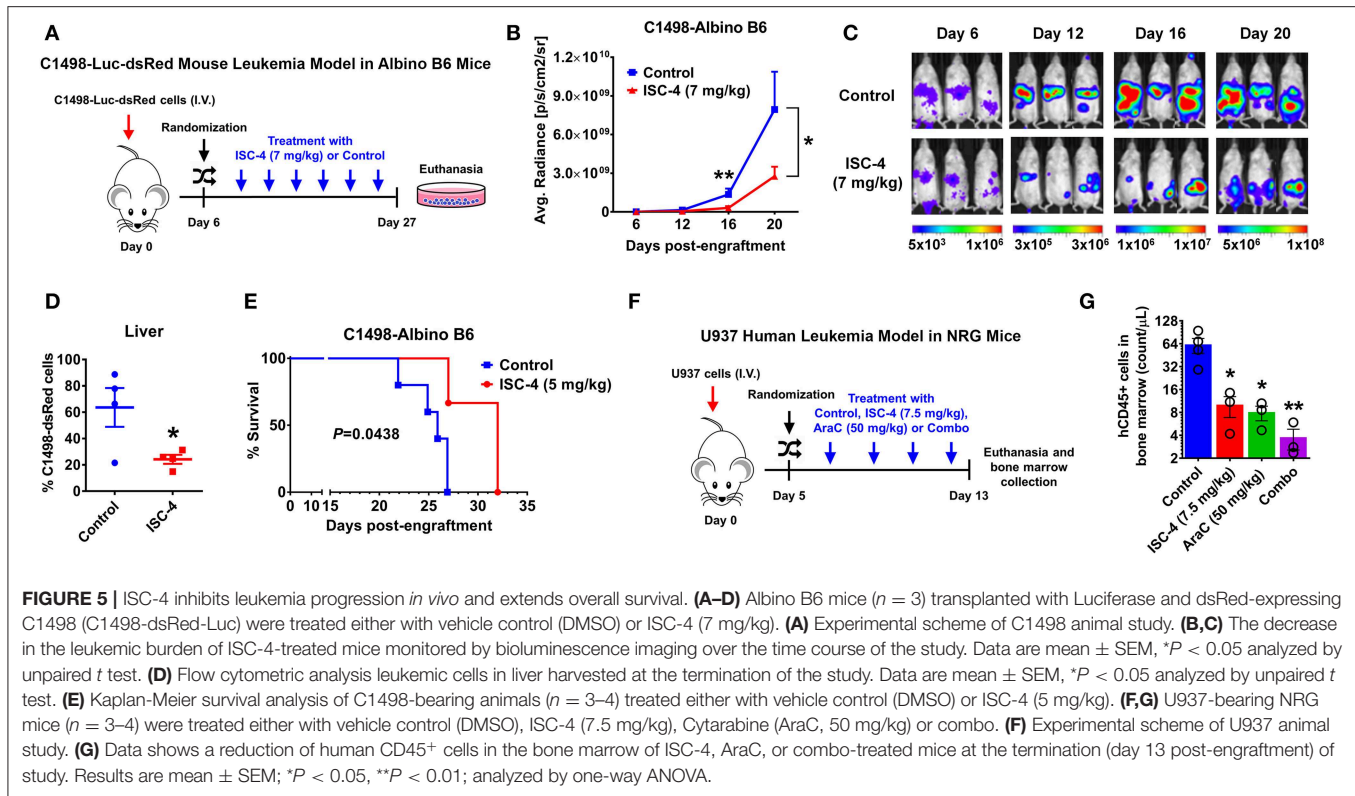 A
C1498-Luc-dsRed Mouse Leukemia Model in Albino B6 Mice
C1498-Luc-dsRed cells (I.V.)
Randomization
Treatment with
ISC-4 (7 mg/kg) or Control
Euthanasia
Day 6
Day 27
Day 0
B
C1498-Albino B6
Avg. Radiance [p/s/cm2/sr]
1.2×10^10
9.0×10^09
6.0×10^09
3.0×10^09
0
Control
ISC-4 (7 mg/kg)
**
*
6 12 16 20
Days post-engraftment
C
Day 6 Day 12 Day 16 Day 20
Control
ISC-4
(7 mg/kg)
5x10^3 1x10^6 3x10^5 3x10^6 1x10^6 1x10^7 5x10^6 1x10^8
D
Liver
% C1498-dsRed cells
100
80
60
40
20
0
*
Control ISC-4
E
C1498-Albino B6
% Survival
100
50
0
Control
ISC-4 (5 mg/kg)
P=0.0438
0 10 15 20 25 30 35
Days post-engraftment
F
U937 Human Leukemia Model in NRG Mice
U937 cells (I.V.)
Randomization
Treatment with
Control, ISC-4 (7.5 mg/kg),
AraC (50 mg/kg) or Combo
Euthanasia and
bone marrow
collection
Day 5
Day 13
Day 0
G
hCD45+ cells in
bone marrow (count/µL)
128
64
32
16
8
4
2
* * **
Control
ISC-4 (7.5 mg/kg)
AraC (50 mg/kg)
Combo
FIGURE 5 | ISC-4 inhibits leukemia progression in vivo and extends overall survival. (A–D) Albino B6 mice (n = 3) transplanted with Luciferase and dsRed-expressing
C1498 (C1498-dsRed-Luc) were treated either with vehicle control (DMSO) or ISC-4 (7 mg/kg). (A) Experimental scheme of C1498 animal study. (B,C) The decrease
in the leukemic burden of ISC-4-treated mice monitored by bioluminescence imaging over the time course of the study. Data are mean ± SEM, *P < 0.05 analyzed by
unpaired t test. (D) Flow cytometric analysis leukemic cells in liver harvested at the termination of the study. Data are mean ± SEM, *P < 0.05 analyzed by unpaired t
test. (E) Kaplan-Meier survival analysis of C1498-bearing animals (n = 3–4) treated either with vehicle control (DMSO) or ISC-4 (5 mg/kg). (F,G) U937-bearing NRG
mice (n = 3–4) were treated either with vehicle control (DMSO), ISC-4 (7.5 mg/kg), Cytarabine (AraC, 50 mg/kg) or combo. (F) Experimental scheme of U937 animal
study. (G) Data shows a reduction of human CD45+ cells in the bone marrow of ISC-4, AraC, or combo-treated mice at the termination (day 13 post-engraftment) of
study. Results are mean ± SEM; *P < 0.05, **P < 0.01; analyzed by one-way ANOVA.